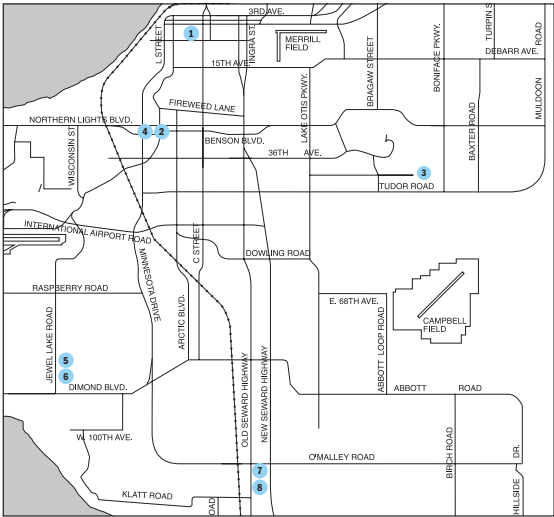 3RD AVE.
1
L STREET
INGRA ST.
MERRILL
FIELD
TURPIN S
DEBARR AVE.
ROAD
15TH AVE.
BRAGAW STREET
BONIFACE PKWY.
LAKE OTIS PKWY.
MULDOON
FIREWEED LANE
NORTHERN LIGHTS BLVD.
4
2
BENSON BLVD.
WISCONSIN ST.
36TH AVE.
BAXTER ROAD
3
TUDOR ROAD
INTERNATIONAL AIRPORT ROAD
C STREET
DOWLING ROAD
MINNESOTA DRIVE
RASPBERRY ROAD
ARCTIC BLVD.
E. 68TH AVE.
CAMPBELL
FIELD
JEWEL LAKE ROAD
ABBOTT LOOP ROAD
5
6
OLD SEWARD HIGHWAY
NEW SEWARD HIGHWAY
DIMOND BLVD.
ABBOTT ROAD
W. 100TH AVE.
BIRCH ROAD
O'MALLEY ROAD
HILLSIDE DR.
7
8
KLATT ROAD
OAD